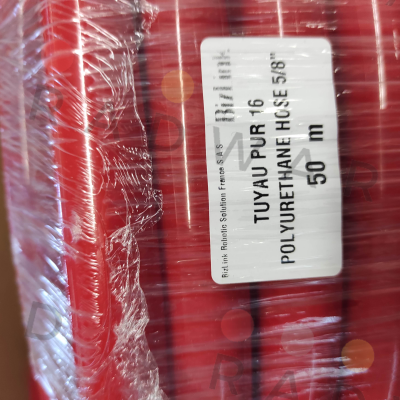 BizLink
BizLink Robotic Solution France S.A.S
TUYAU PUR 16
POLYURETHANE HOSE 5/8"
50 m